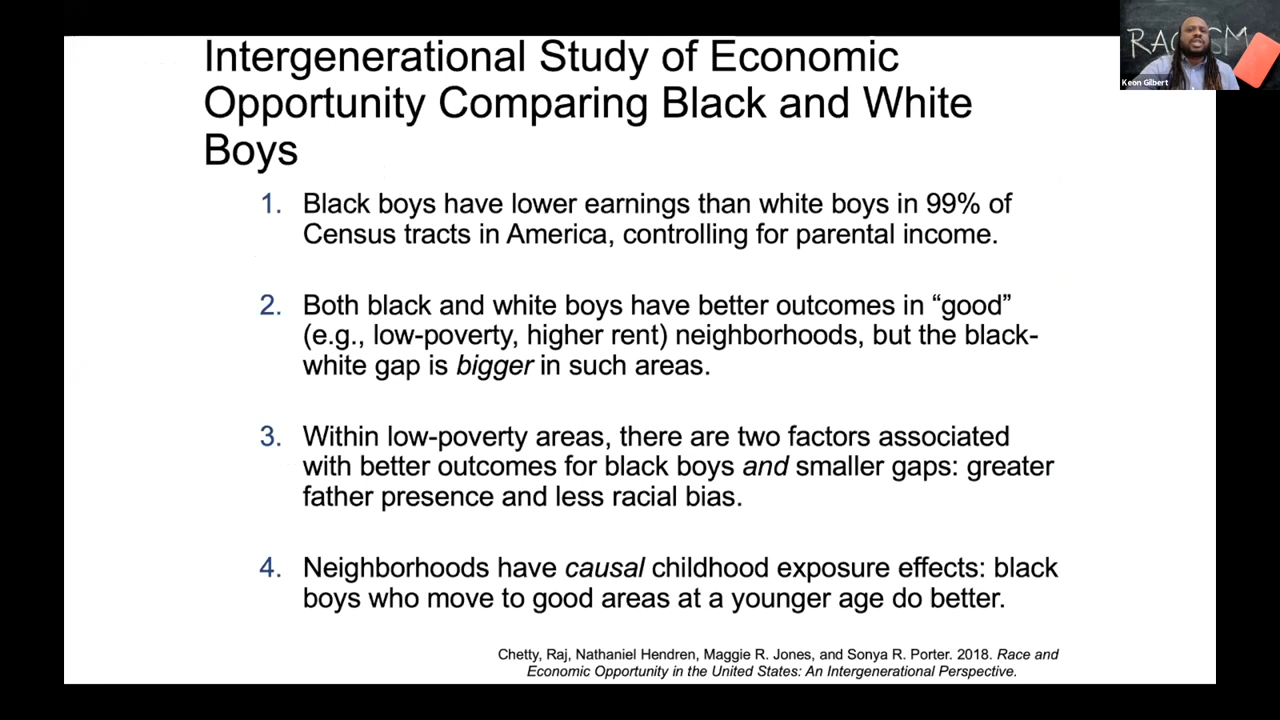 Intergenerational Study of Economic
Opportunity Comparing Black and White
Boys
1. Black boys have lower earnings than white boys in 99% of
Census tracts in America, controlling for parental income.
2. Both black and white boys have better outcomes in “good”
(e.g., low-poverty, higher rent) neighborhoods, but the black-
white gap is bigger in such areas.
3. Within low-poverty areas, there are two factors associated
with better outcomes for black boys and smaller gaps: greater
father presence and less racial bias.
4. Neighborhoods have causal childhood exposure effects: black
boys who move to good areas at a younger age do better.
Chetty, Raj, Nathaniel Hendren, Maggie R. Jones, and Sonya R. Porter. 2018. Race and
Economic Opportunity in the United States: An Intergenerational Perspective.
Keon Gilbert